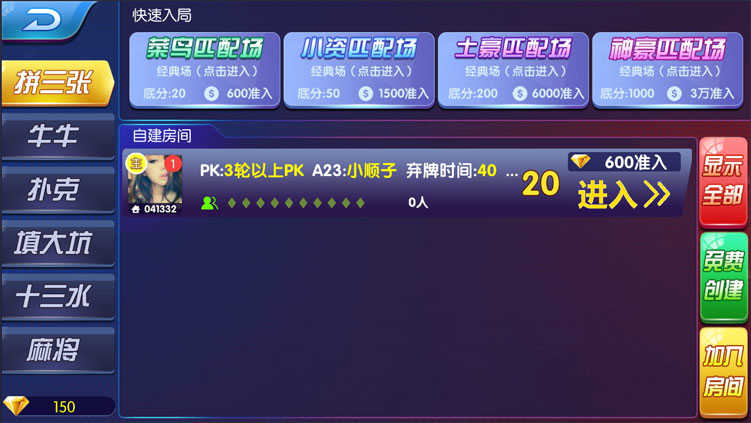 快速入局
菜鸟匹配场
经典场（点击进入）
底分:20 600准入
小资匹配场
经典场（点击进入）
底分:50 1500准入
土豪匹配场
经典场（点击进入）
底分:200 6000准入
神豪匹配场
经典场（点击进入）
底分:1000 3万准入
拼三张
牛牛
扑克
填大坑
十三水
麻将
150
自建房间
1
041332
PK:3轮以上PK A23:小顺子 弃牌时间:40 ...
0人
20
600准入
进入
显示
全部
免费
创建
加入
房间